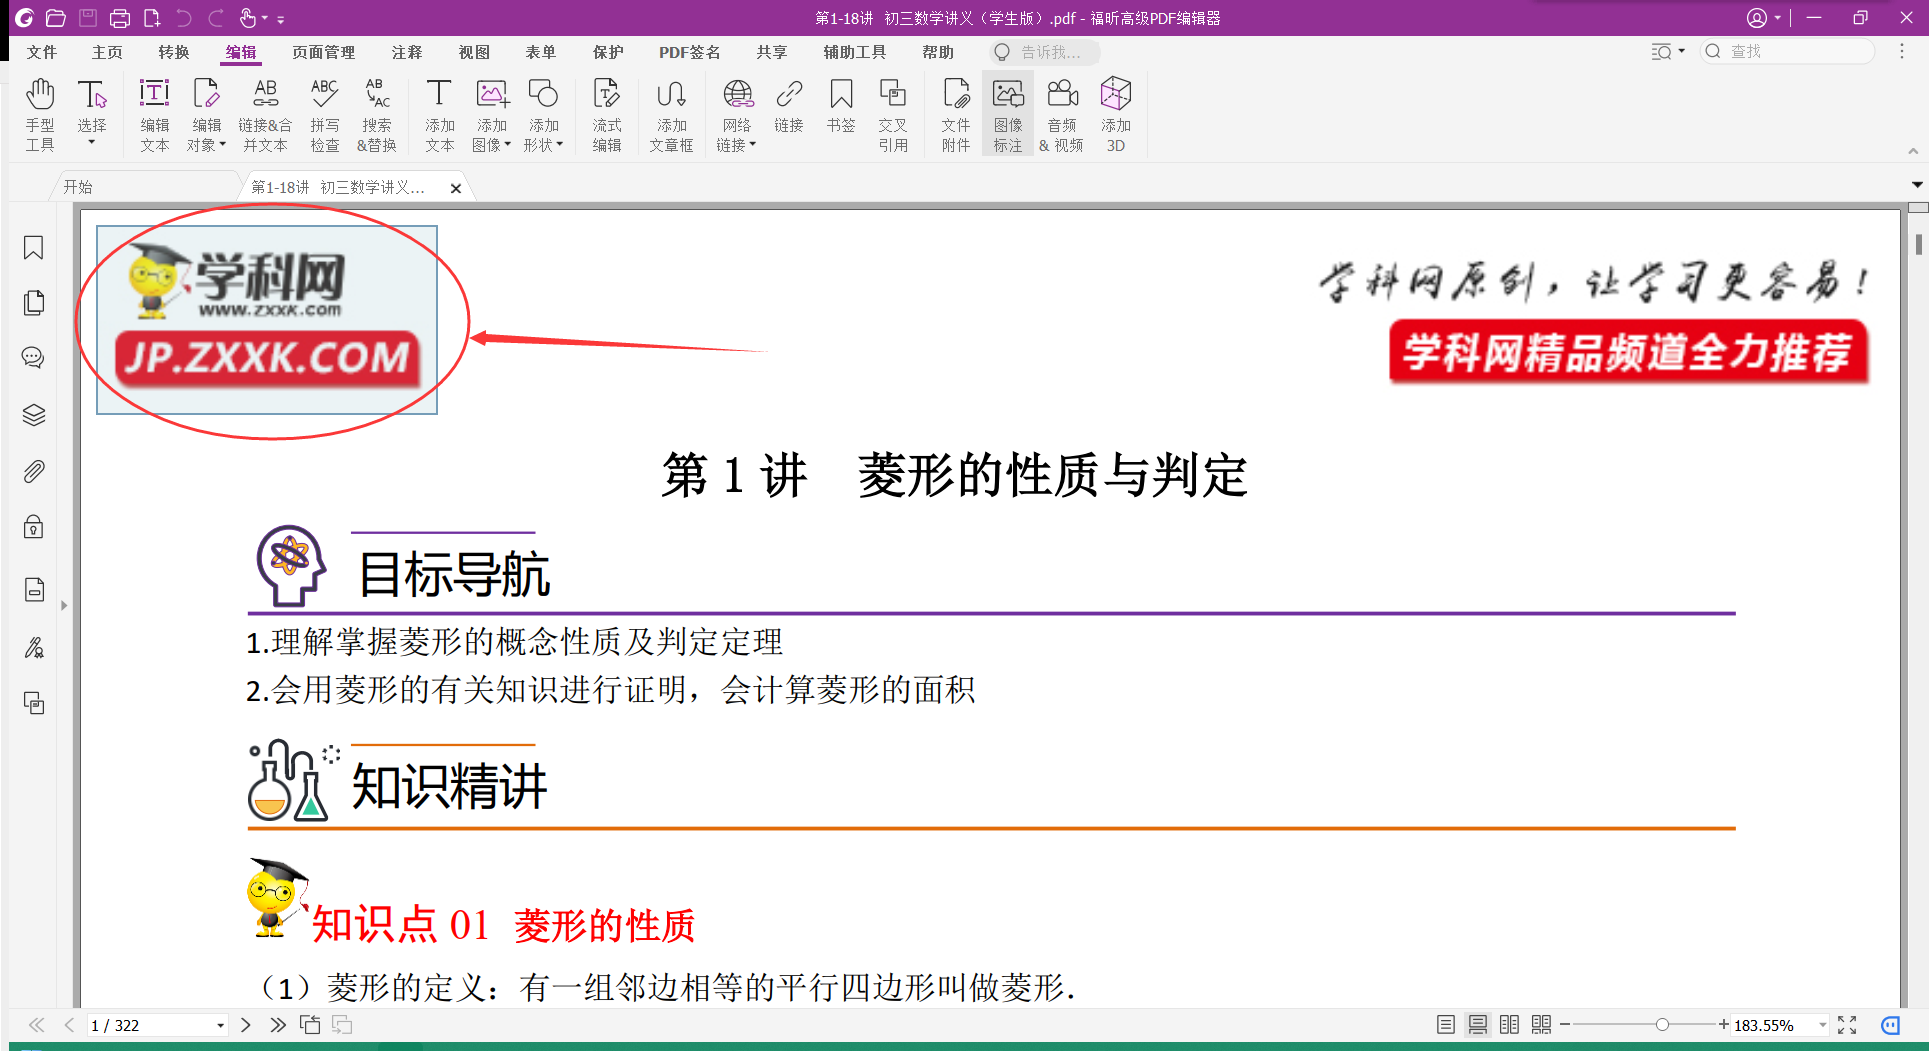 第1-18讲 初三数学讲义（学生版）.pdf - 福昕高级PDF编辑器
文件 主页 转换 编辑 页面管理 注释 视图 表单 保护 PDF签名 共享 辅助工具 帮助 告诉我... 查找
手型工具 选择 编辑文本 编辑对象 链接&合并文本 拼写检查 搜索&替换 添加文本 添加图像 添加形状 流式编辑 添加文章框 网络链接 链接 书签 交叉引用 文件附件 图像标注 音频& 视频 添加3D
开始 第1-18讲 初三数学讲义...
学科网
www.zxxk.com
JP.ZXXK.COM
学科网原创，让学习更容易！
学科网精品频道全力推荐
第 1 讲 菱形的性质与判定
目标导航
1.理解掌握菱形的概念性质及判定定理
2.会用菱形的有关知识进行证明，会计算菱形的面积
知识精讲
知识点 01 菱形的性质
（1）菱形的定义：有一组邻边相等的平行四边形叫做菱形．
1 / 322 183.55%